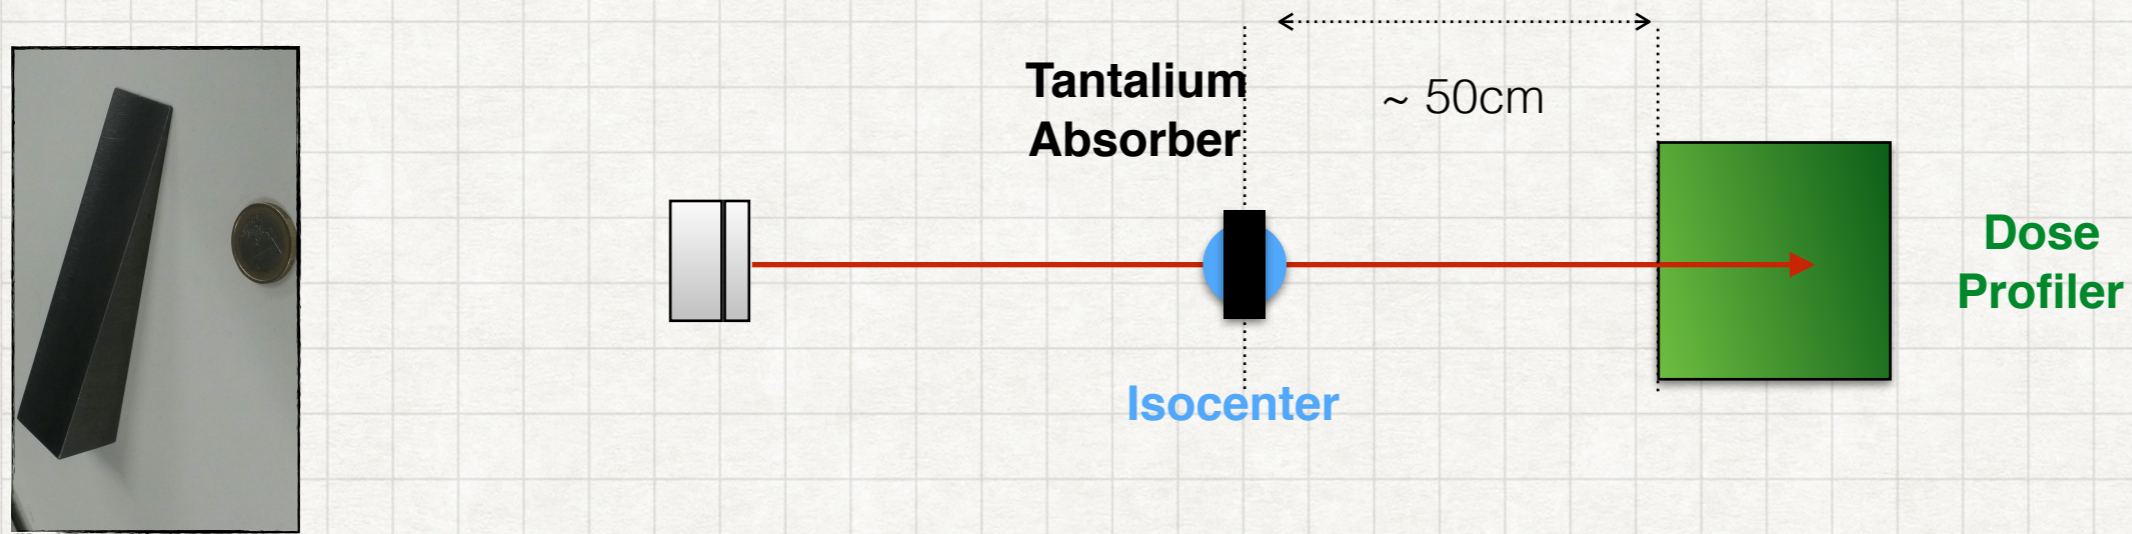 Tantalium
Absorber
~ 50cm
Dose
Profiler
Isocenter